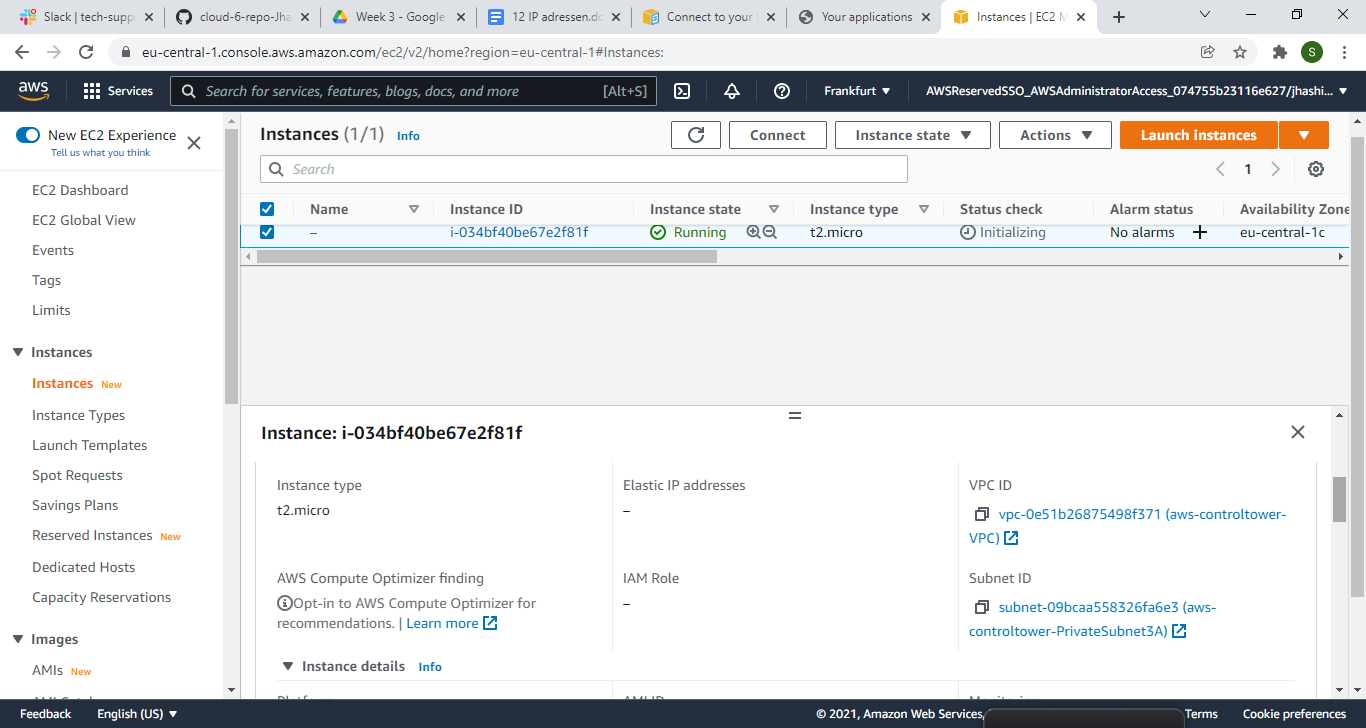 Slack | tech-supp
cloud-6-repo-Jha
Week 3 - Google
12 IP adressen.do
Connect to your
Your applications
Instances | EC2 M
eu-central-1.console.aws.amazon.com/ec2/v2/home?region=eu-central-1#Instances:
S
aws
Services
Search for services, features, blogs, docs, and more
[Alt+S]
Frankfurt
AWSReservedSSO_AWSAdministratorAccess_074755b23116e627/jhashi...
New EC2 Experience
Tell us what you think
EC2 Dashboard
EC2 Global View
Events
Tags
Limits
Instances
Instances New
Instance Types
Launch Templates
Spot Requests
Savings Plans
Reserved Instances New
Dedicated Hosts
Capacity Reservations
Images
AMIs New
Instances (1/1) Info
Connect
Instance state
Actions
Launch instances
Search
1
Name Instance ID Instance state Instance type Status check Alarm status Availability Zone
– i-034bf40be67e2f81f Running t2.micro Initializing No alarms + eu-central-1c
Instance: i-034bf40be67e2f81f
Instance type
t2.micro
Elastic IP addresses
–
VPC ID
vpc-0e51b26875498f371 (aws-controltower-
VPC)
AWS Compute Optimizer finding
Opt-in to AWS Compute Optimizer for
recommendations. | Learn more
IAM Role
–
Subnet ID
subnet-09bcaa558326fa6e3 (aws-
controltower-PrivateSubnet3A)
Instance details Info
Feedback
English (US)
© 2021, Amazon Web Services,
Terms
Cookie preferences